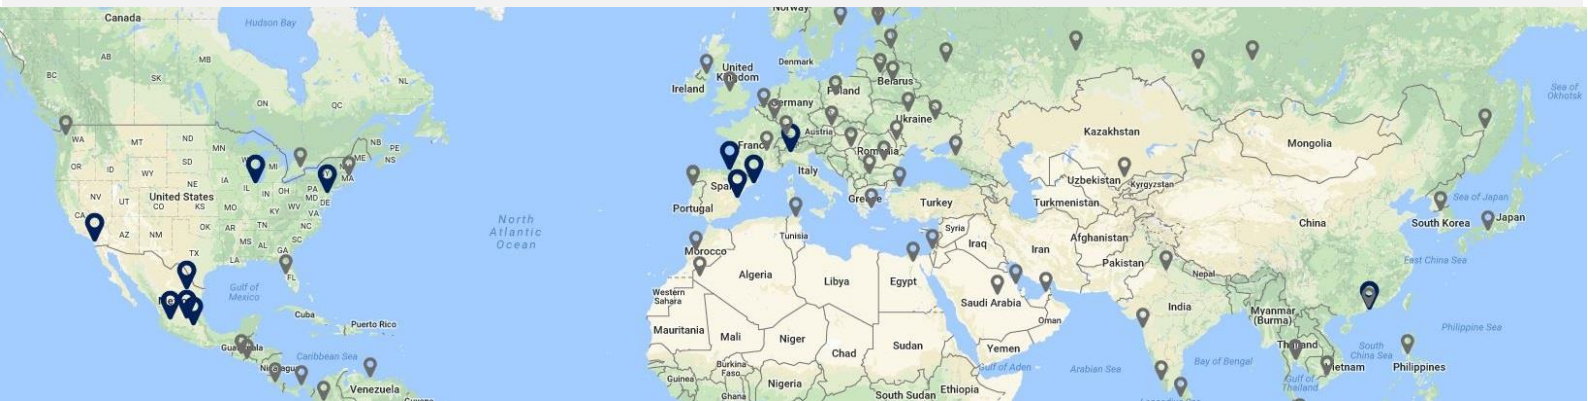 Canada
Hudson Bay
AB
MB
BC
SK
NL
ON
QC
WA
MT
ND
MN
NB
PE
NS
ME
OR
ID
SD
MI
WY
IA
NE
IL
IN
OH
PA
MA
NV
UT
United States
CO
KS
MO
KY
WV
MD
DE
VA
CA
AZ
NM
OK
AR
TN
NC
SC
MS
AL
GA
TX
LA
FL
Gulf of
Mexico
Cuba
Puerto Rico
Caribbean Sea
Venezuela
North
Atlantic
Ocean
Norway
United
Kingdom
Ireland
Denmark
Belarus
Poland
Germany
Ukraine
Austria
France
Romania
Italy
Spain
Portugal
Greece
Turkey
Tunisia
Morocco
Syria
Iraq
Iran
Algeria
Libya
Egypt
Western
Sahara
Saudi Arabia
Oman
Mauritania
Mali
Niger
Chad
Sudan
Yemen
Gulf of Aden
Burkina
Faso
Guinea
Nigeria
Ghana
South Sudan
Ethiopia
Kazakhstan
Mongolia
Uzbekistan
Kyrgyzstan
Turkmenistan
Afghanistan
Pakistan
Nepal
India
China
Sea of
Okhotsk
Sea of Japan
South Korea
Japan
East China Sea
Myanmar
(Burma)
Philippine Sea
Thailand
South
China Sea
Vietnam
Philippines
Bay of Bengal
Arabian Sea
Gulf of
Thailand